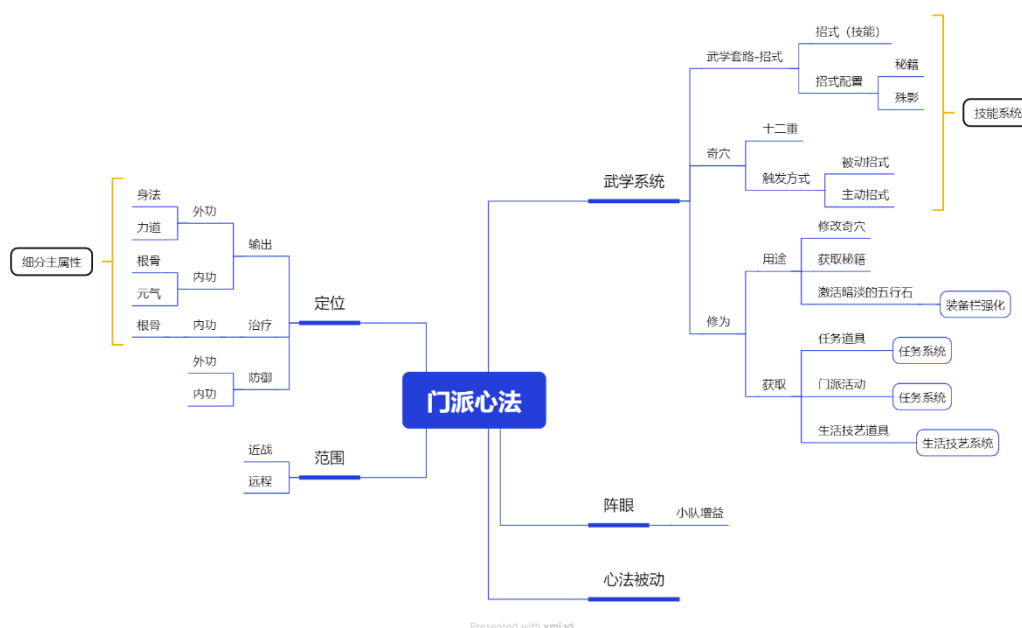 门派心法
武学系统
武学套路-招式
招式（技能）
招式配置
秘籍
殊影
奇穴
十二重
触发方式
被动招式
主动招式
技能系统
修为
用途
修改奇穴
获取秘籍
激活暗淡的五行石
装备栏强化
获取
任务道具
任务系统
门派活动
任务系统
生活技艺道具
生活技艺系统
阵眼
小队增益
心法被动
定位
输出
外功
身法
力道
内功
根骨
元气
治疗
内功
根骨
细分主属性
防御
外功
内功
范围
近战
远程
Presented with xmind